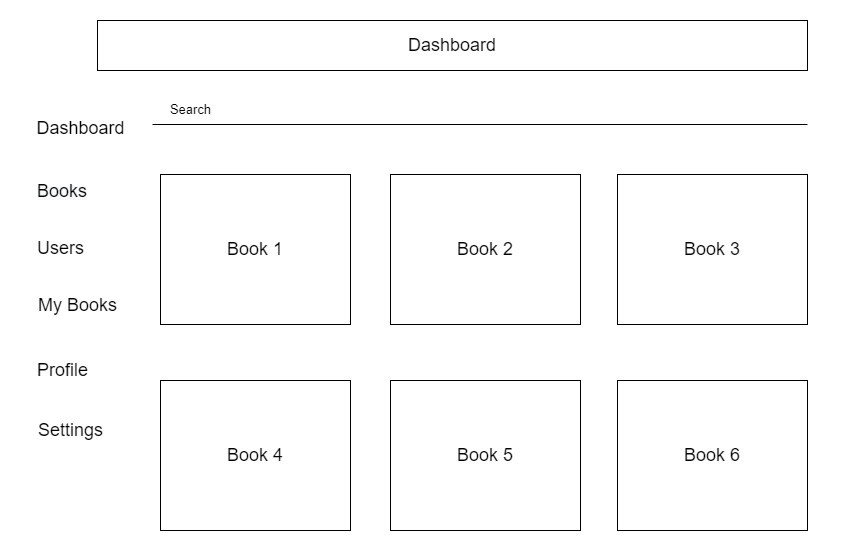 Dashboard
Search
Dashboard
Books
Users
My Books
Profile
Settings
Book 1
Book 2
Book 3
Book 4
Book 5
Book 6